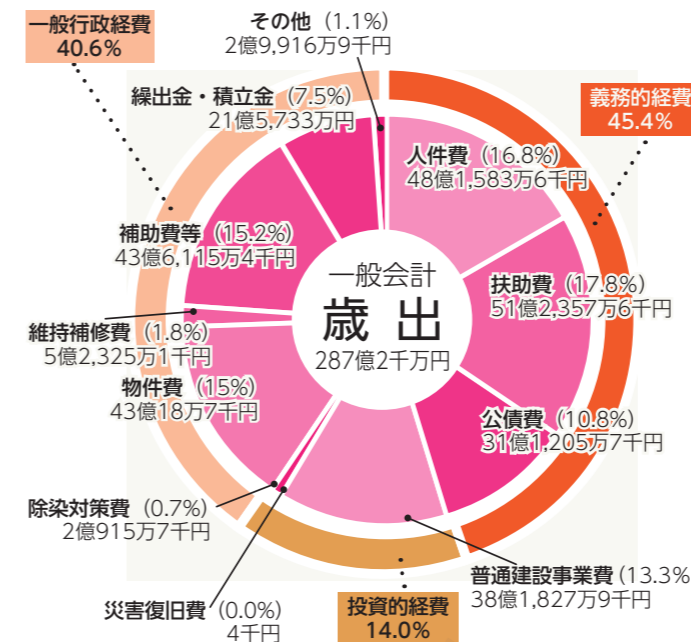 一般行政経費
40.6%
その他（1.1%）
2億9,916万9千円
繰出金・積立金（7.5%）
21億5,733万円
義務的経費
45.4%
人件費（16.8%）
48億1,583万6千円
補助費等（15.2%）
43億6,115万4千円
一般会計
歳出
287億2千万円
扶助費（17.8%）
51億2,357万6千円
維持補修費（1.8%）
5億2,325万1千円
物件費（15%）
43億18万7千円
公債費（10.8%）
31億1,205万7千円
除染対策費（0.7%）
2億915万7千円
普通建設事業費（13.3%
38億1,827万9千円
災害復旧費（0.0%）
4千円
投資的経費
14.0%